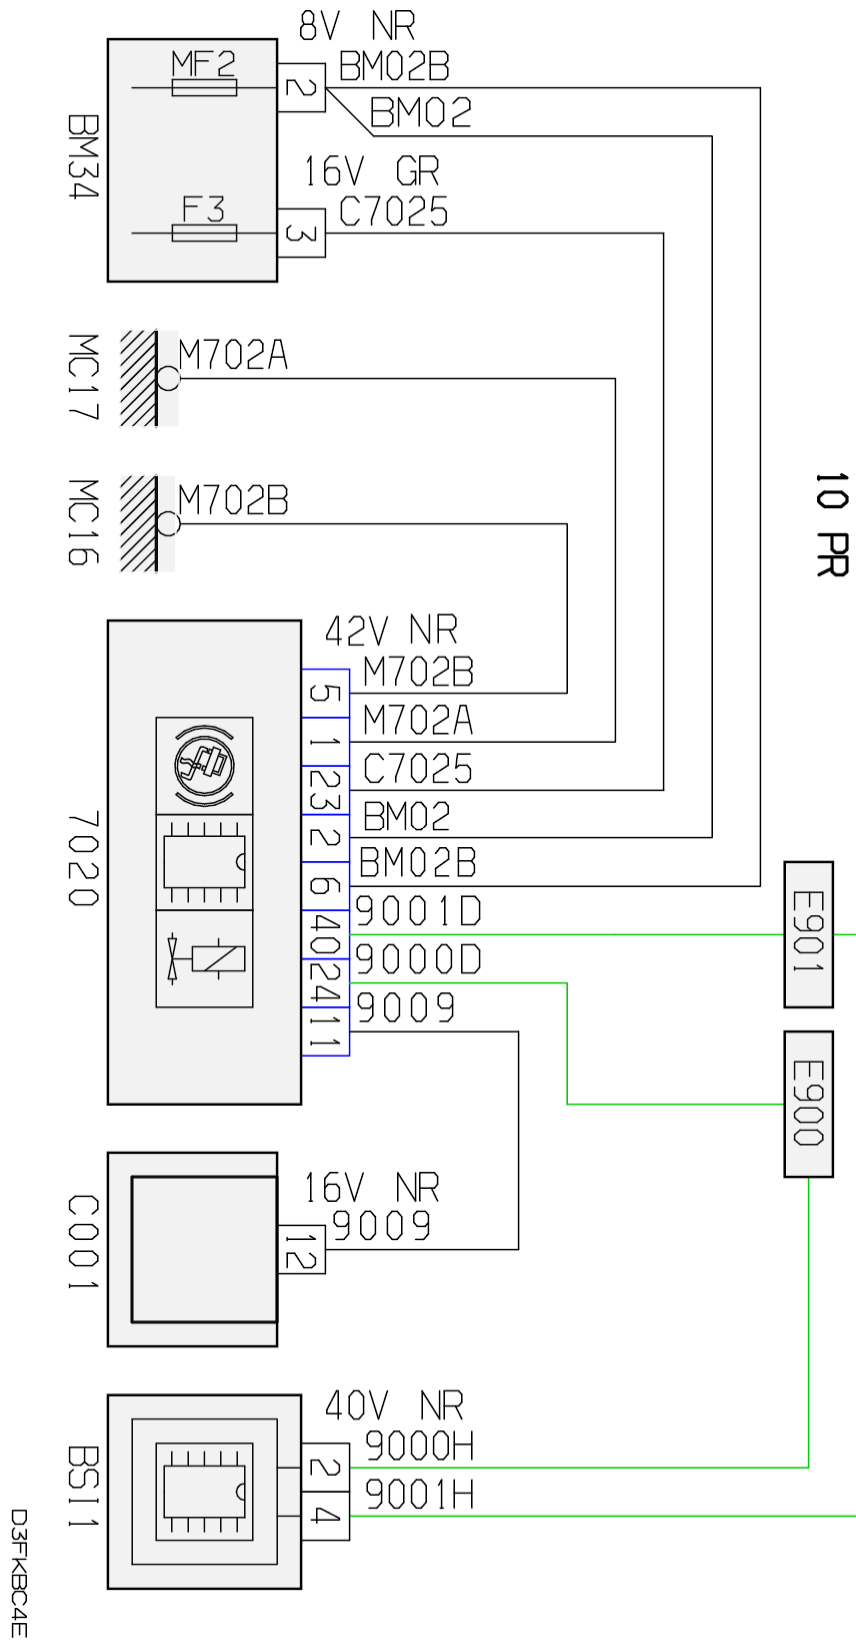 8V NR
MF2
BM02B
2
BM02
BM34
16V GR
F3
C7025
3
MC17
M702A
MC16
M702B
10 PR
42V NR
M702B
5
M702A
1
C7025
23
BM02
2
BM02B
6
9001D
40
9000D
24
9009
11
7020
E901
E900
16V NR
9009
12
C001
40V NR
9000H
2
9001H
4
BSI1
D3FKBC4E